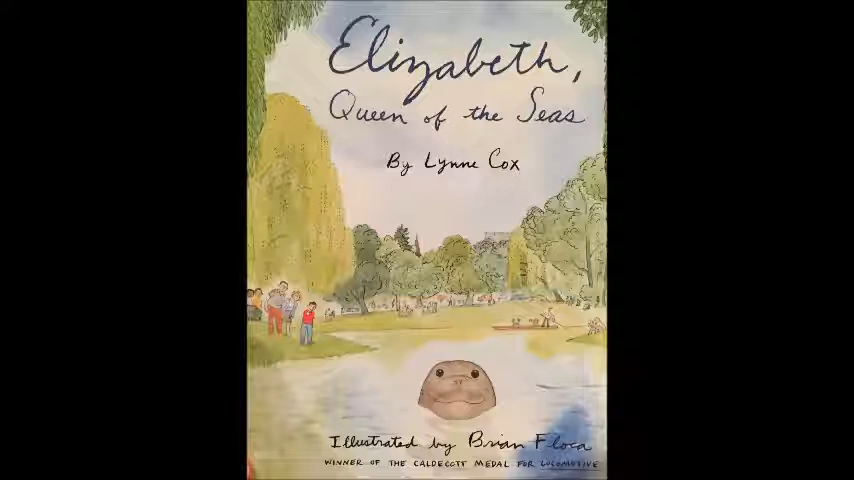 Elizabeth,
Queen of the Seas
By Lynne Cox
Illustrated by Brian Floca
WINNER OF THE CALDECOTT MEDAL FOR LOCOMOTIVE